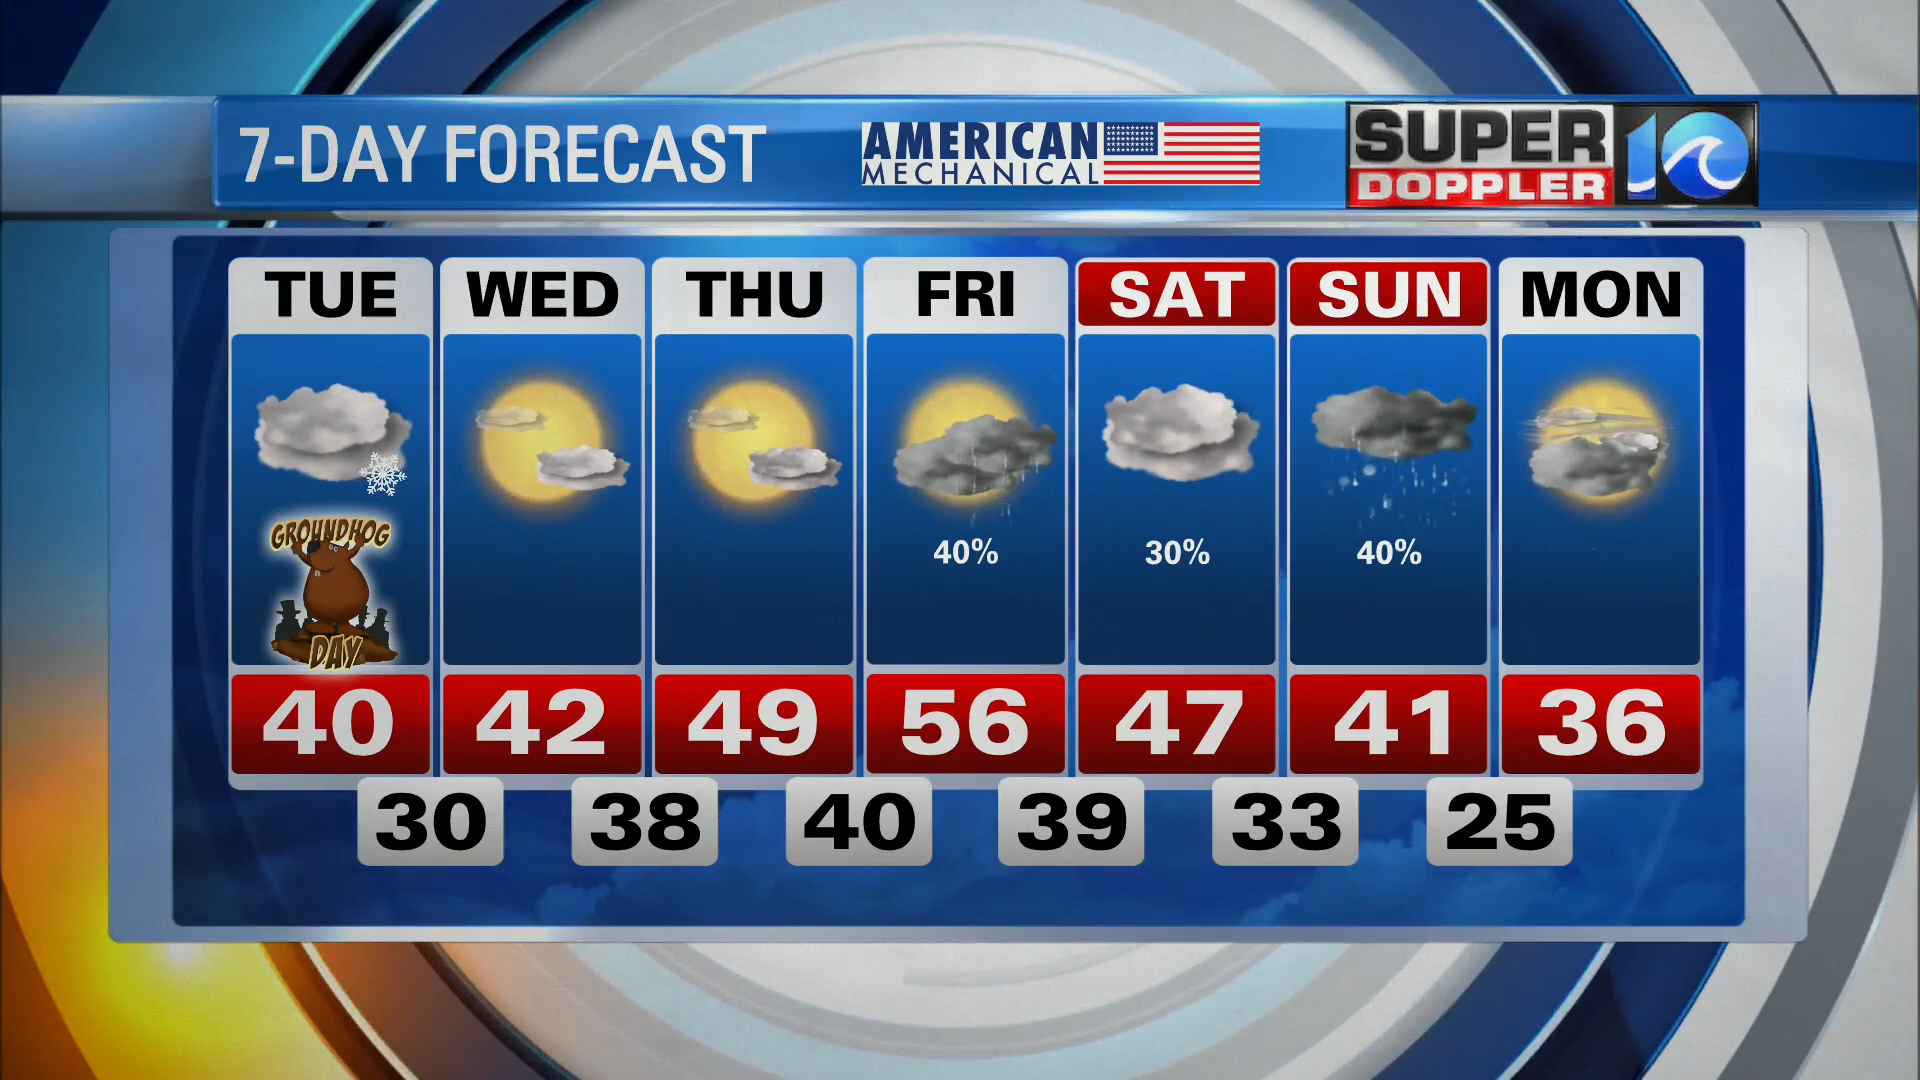 7-DAY FORECAST
AMERICAN
MECHANICAL
SUPER
DOPPLER
10
TUE WED THU FRI SAT SUN MON
GROUNDHOG
DAY
40% 30% 40%
40 42 49 56 47 41 36
30 38 40 39 33 25